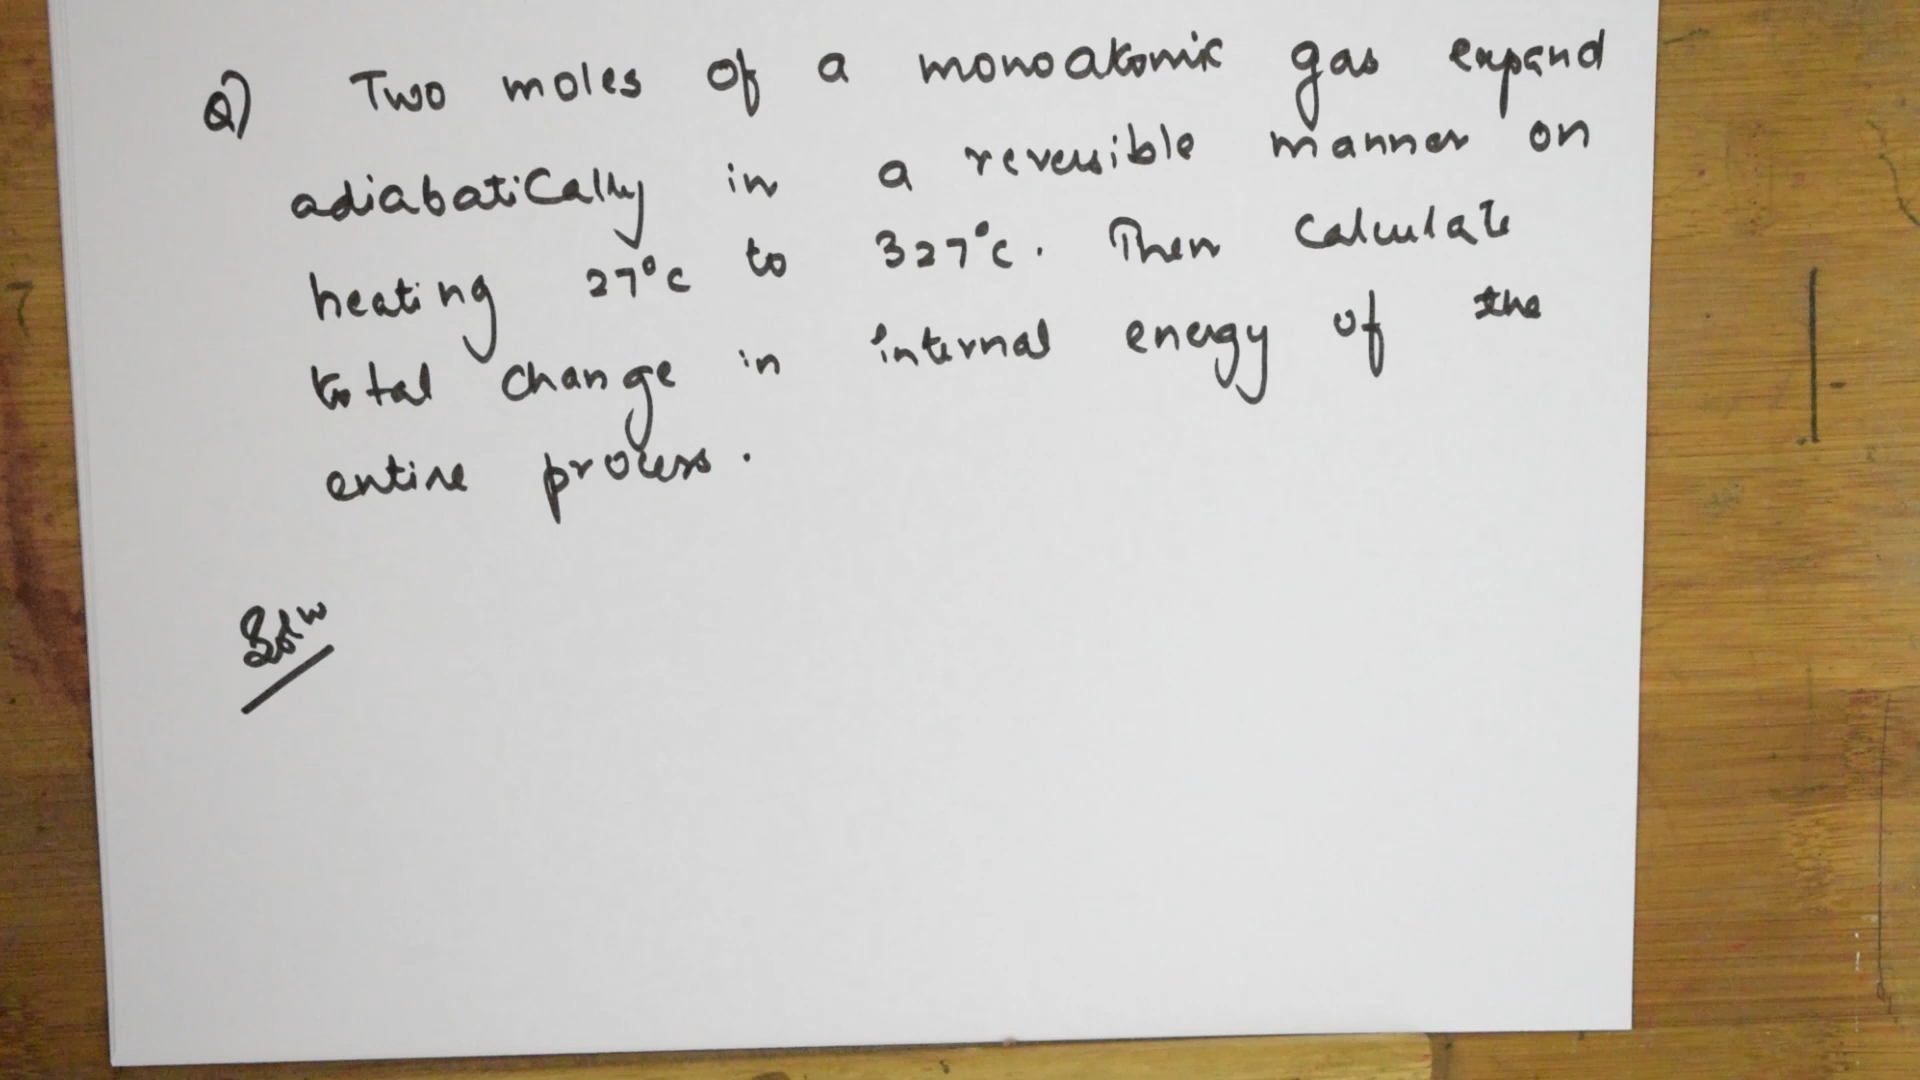 Q) Two moles of a monoatomic gas expand
adiabatically in a reversible manner on
heating 27°C to 327°C. Then calculate
total change in internal energy of the
entire process.
Soln